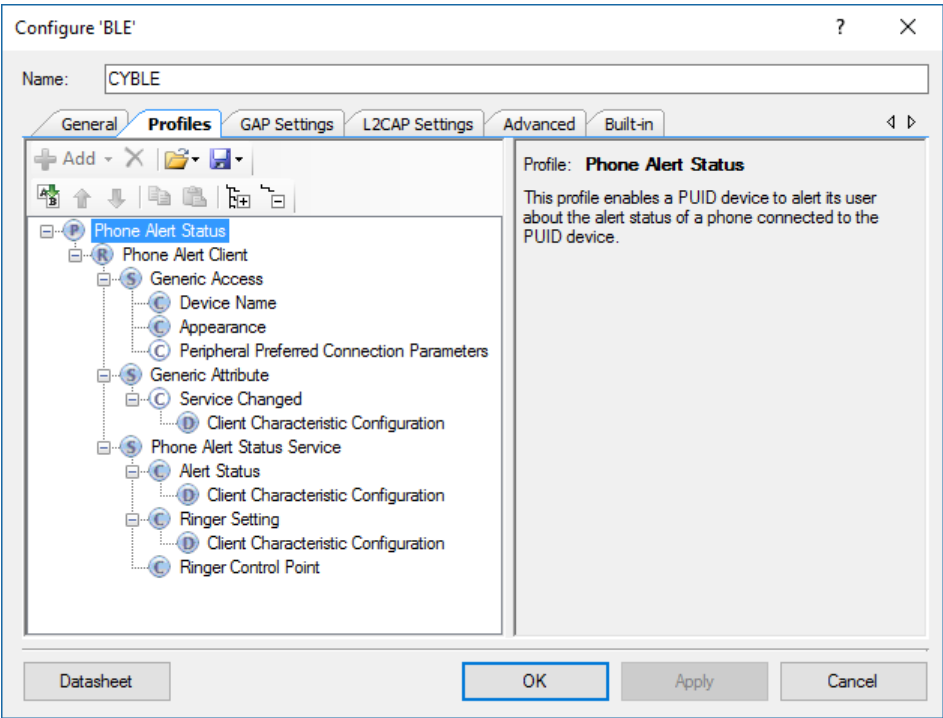 Configure 'BLE'
?
Name: CYBLE
General Profiles GAP Settings L2CAP Settings Advanced Built-in
Add
A
B
P Phone Alert Status
R Phone Alert Client
S Generic Access
C Device Name
C Appearance
C Peripheral Preferred Connection Parameters
S Generic Attribute
C Service Changed
D Client Characteristic Configuration
S Phone Alert Status Service
C Alert Status
D Client Characteristic Configuration
C Ringer Setting
D Client Characteristic Configuration
C Ringer Control Point
Profile: Phone Alert Status
This profile enables a PUID device to alert its user
about the alert status of a phone connected to the
PUID device.
Datasheet OK Apply Cancel